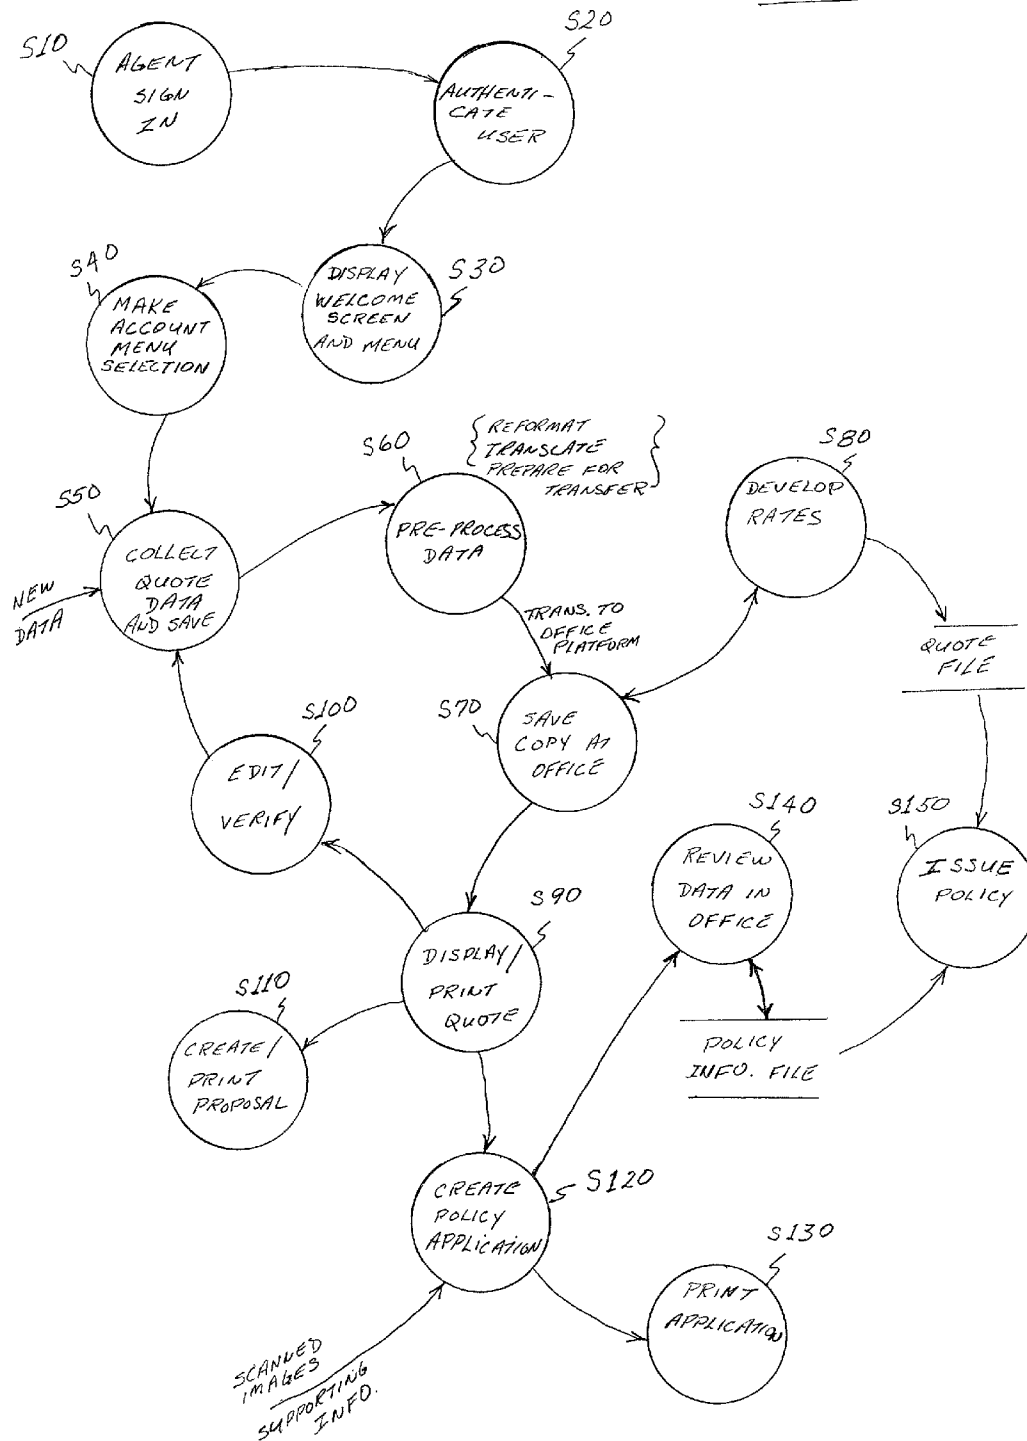 S10
AGENT
SIGN
IN
S20
AUTHENTI-
CATE
USER
S30
DISPLAY
WELCOME
SCREEN
AND MENU
S40
MAKE
ACCOUNT
MENU
SELECTION
S50
COLLECT
QUOTE
DATA
AND SAVE
NEW
DATA
S60
PRE-PROCESS
DATA
REFORMAT
TRANSLATE
PREPARE FOR
TRANSFER
TRANS. TO
OFFICE
PLATFORM
S70
SAVE
COPY AT
OFFICE
S80
DEVELOP
RATES
QUOTE
FILE
S90
DISPLAY/
PRINT
QUOTE
S100
EDIT/
VERIFY
S110
CREATE/
PRINT
PROPOSAL
S120
CREATE
POLICY
APPLICATION
SCANNED
IMAGES
SUPPORTING
INFO.
S130
PRINT
APPLICATION
S140
REVIEW
DATA IN
OFFICE
POLICY
INFO. FILE
S150
ISSUE
POLICY